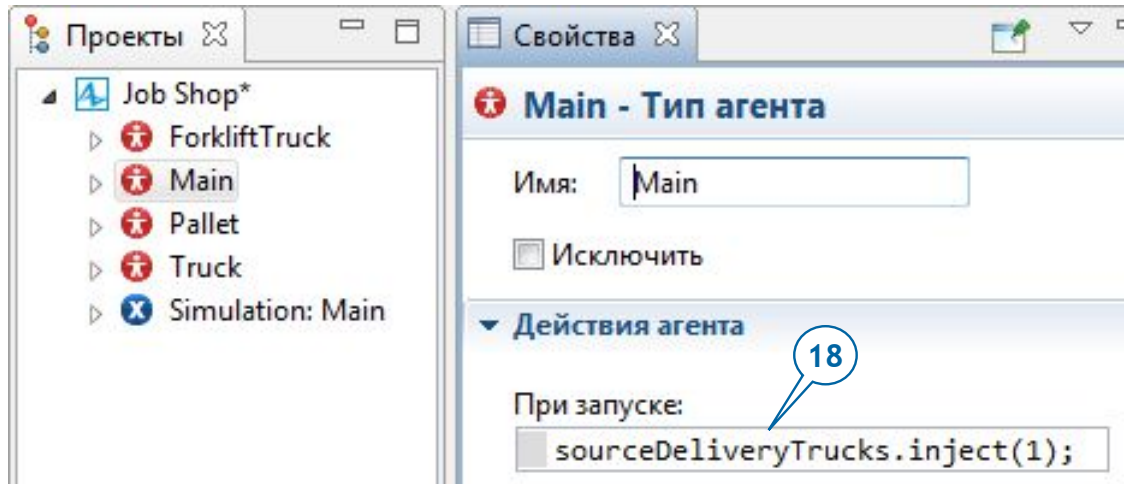 Проекты
Job Shop*
ForkliftTruck
Main
Pallet
Truck
Simulation: Main
Свойства
Main - Тип агента
Имя: Main
Исключить
Действия агента
18
При запуске:
sourceDeliveryTrucks.inject(1);